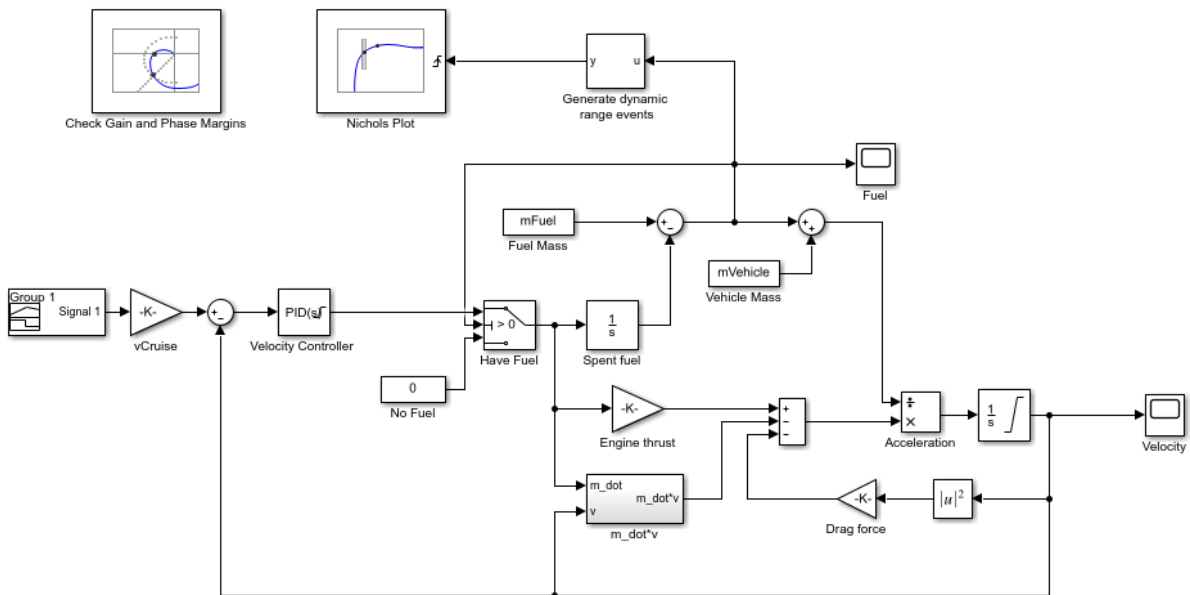 Check Gain and Phase Margins
Nichols Plot
y
u
Generate dynamic
range events
Fuel
mFuel
Fuel Mass
+
−
+
+
mVehicle
Vehicle Mass
Group 1
Signal 1
-K-
vCruise
+
−
PID(s)
Velocity Controller
> 0
Have Fuel
1
s
Spent fuel
0
No Fuel
-K-
Engine thrust
+
−
−
÷
×
Acceleration
1
s
Velocity
m_dot
v
m_dot*v
m_dot*v
-K-
Drag force
|u|²